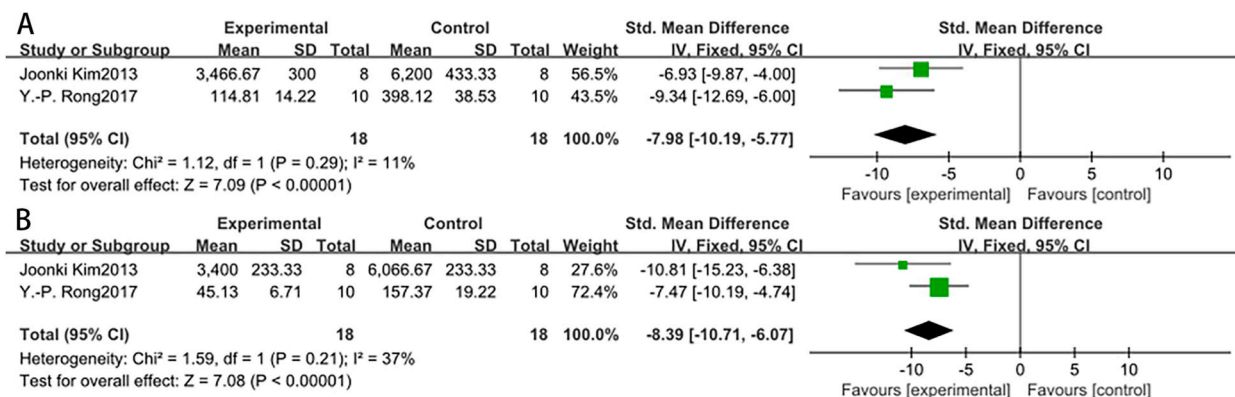 A
Experimental Control Std. Mean Difference Std. Mean Difference
Study or Subgroup Mean SD Total Mean SD Total Weight IV, Fixed, 95% CI IV, Fixed, 95% CI
Joonki Kim2013 3,466.67 300 8 6,200 433.33 8 56.5% -6.93 [-9.87, -4.00]
Y.-P. Rong2017 114.81 14.22 10 398.12 38.53 10 43.5% -9.34 [-12.69, -6.00]
Total (95% CI) 18 18 100.0% -7.98 [-10.19, -5.77]
Heterogeneity: Chi² = 1.12, df = 1 (P = 0.29); I² = 11%
Test for overall effect: Z = 7.09 (P < 0.00001)
-10 -5 0 5 10
Favours [experimental] Favours [control]
B
Experimental Control Std. Mean Difference Std. Mean Difference
Study or Subgroup Mean SD Total Mean SD Total Weight IV, Fixed, 95% CI IV, Fixed, 95% CI
Joonki Kim2013 3,400 233.33 8 6,066.67 233.33 8 27.6% -10.81 [-15.23, -6.38]
Y.-P. Rong2017 45.13 6.71 10 157.37 19.22 10 72.4% -7.47 [-10.19, -4.74]
Total (95% CI) 18 18 100.0% -8.39 [-10.71, -6.07]
Heterogeneity: Chi² = 1.59, df = 1 (P = 0.21); I² = 37%
Test for overall effect: Z = 7.08 (P < 0.00001)
-10 -5 0 5 10
Favours [experimental] Favours [control]